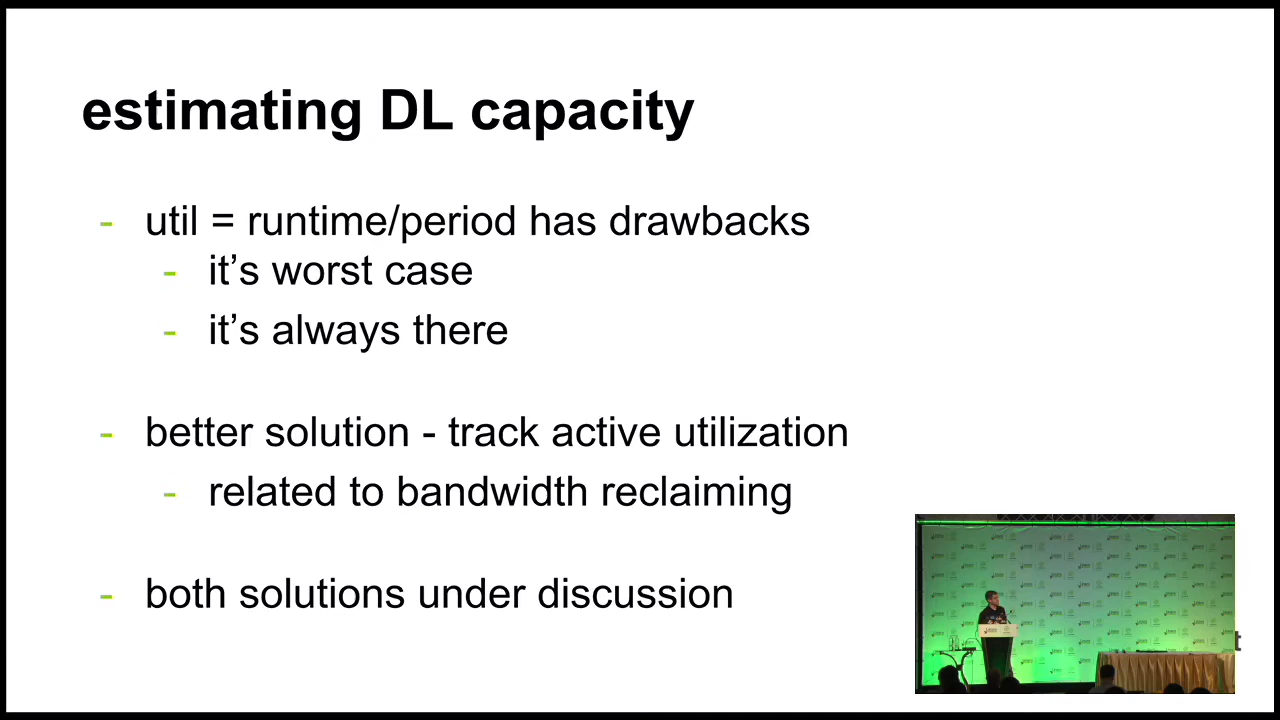 estimating DL capacity
- util = runtime/period has drawbacks
- it's worst case
- it's always there
- better solution - track active utilization
- related to bandwidth reclaiming
- both solutions under discussion